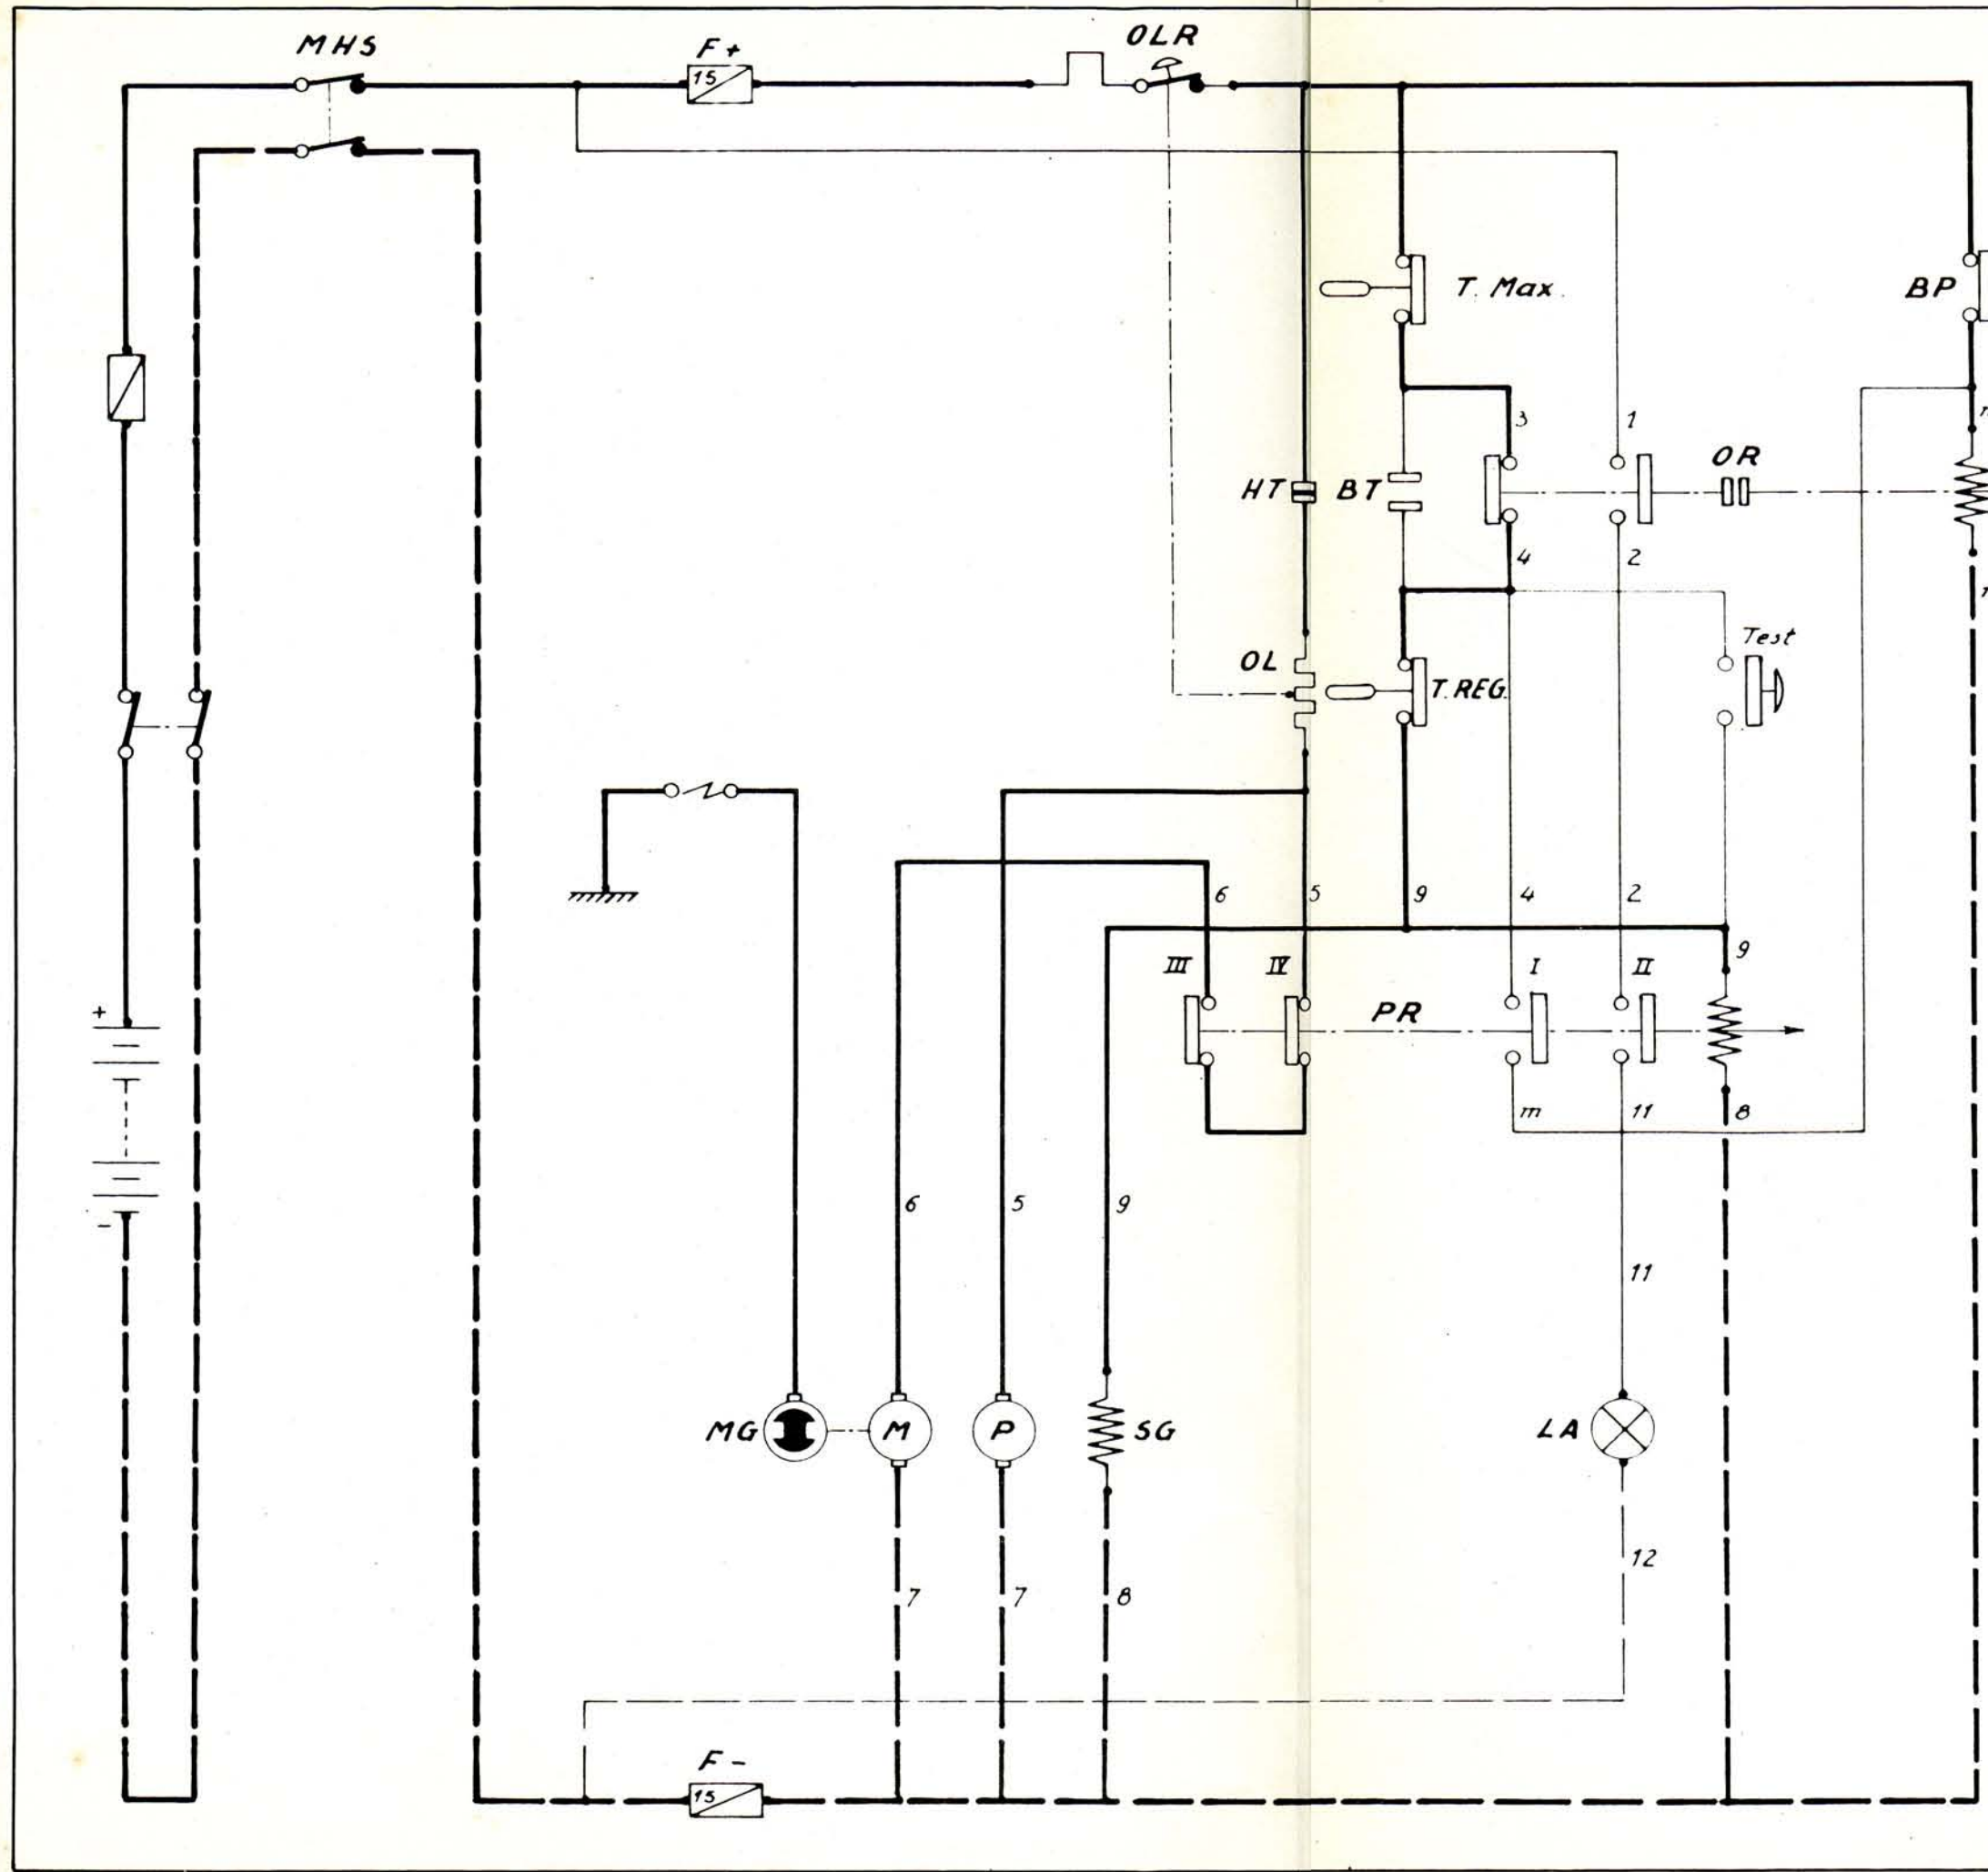 MHS
F +
15
OLR
T. Max.
BP
3
1
OR
HT
BT
4
2
Test
OL
T. REG.
6
5
9
4
2
III
IV
I
II
9
+
PR
m
11
8
-
6
5
9
11
MG
M
P
SG
LA
12
7
7
8
F -
15